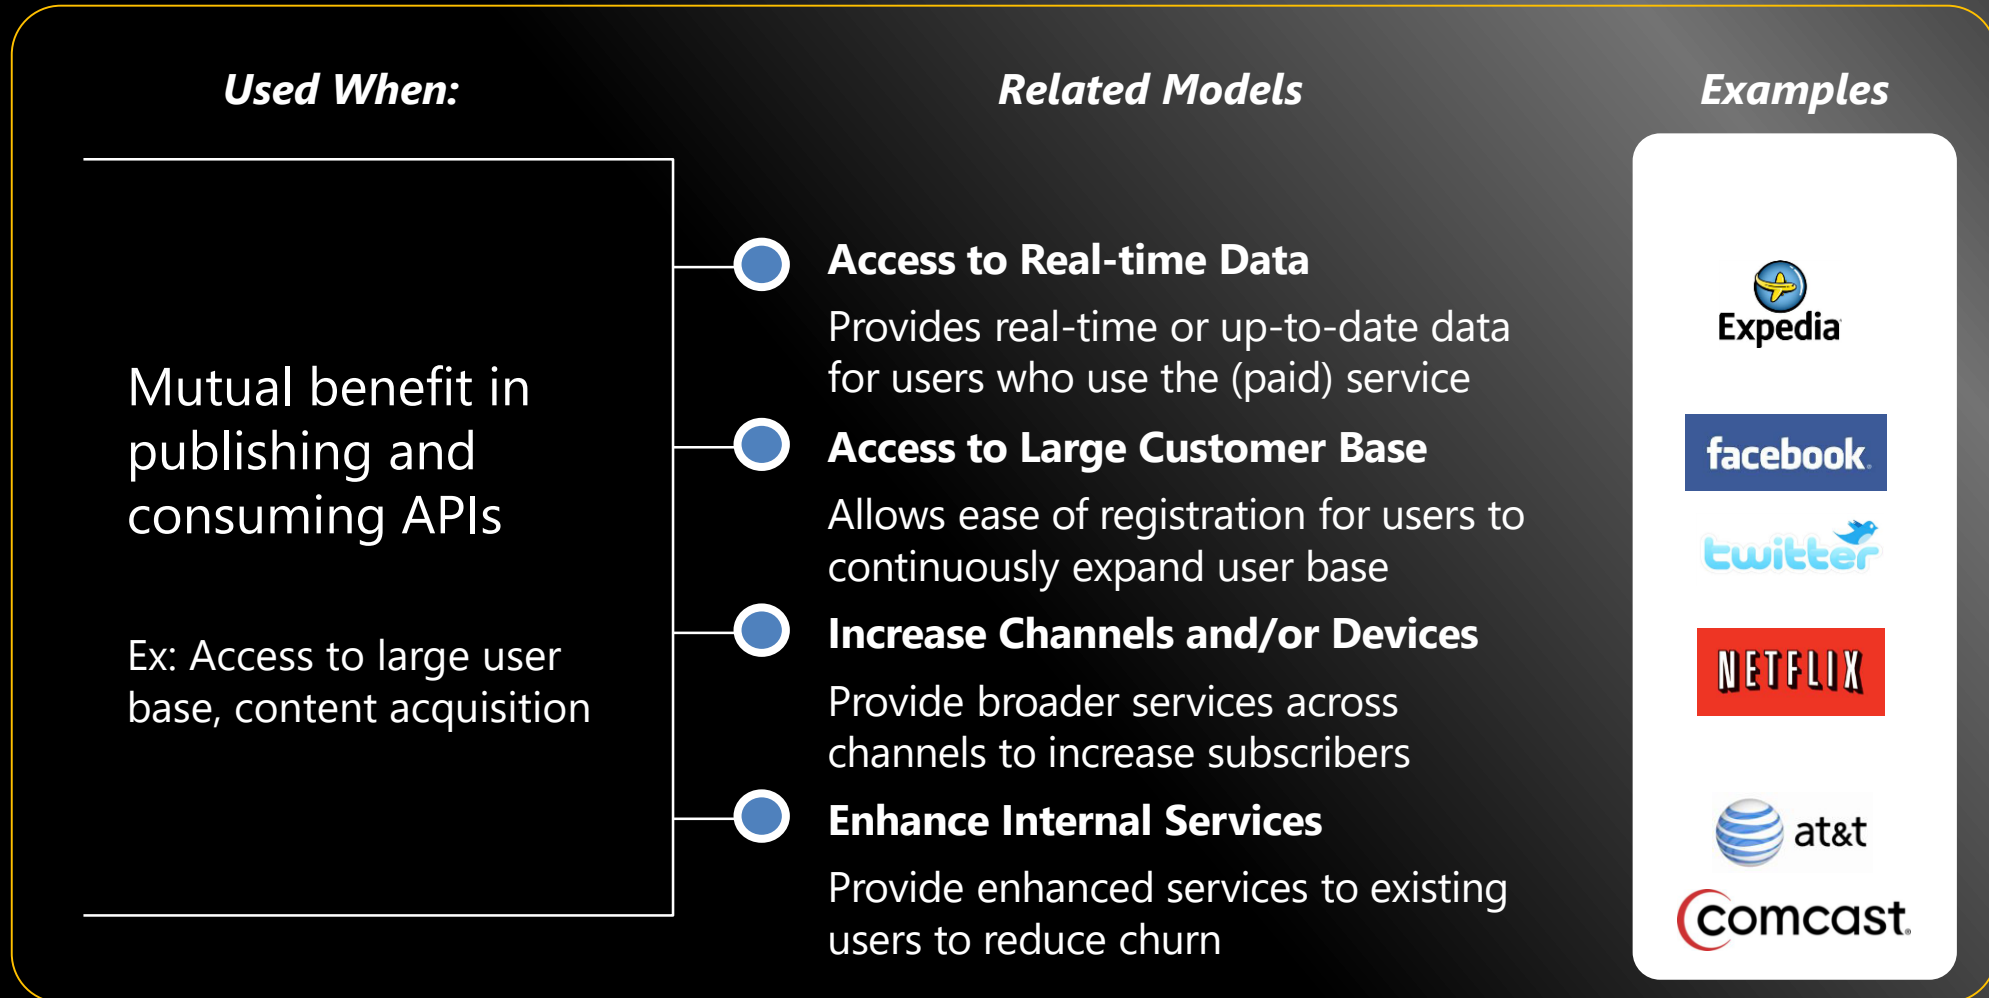 Used When:
Related Models
Examples
Mutual benefit in
publishing and
consuming APIs
Ex: Access to large user
base, content acquisition
Access to Real-time Data
Provides real-time or up-to-date data
for users who use the (paid) service
Access to Large Customer Base
Allows ease of registration for users to
continuously expand user base
Increase Channels and/or Devices
Provide broader services across
channels to increase subscribers
Enhance Internal Services
Provide enhanced services to existing
users to reduce churn
Expedia
facebook.
twitter
NETFLIX
at&t
comcast.